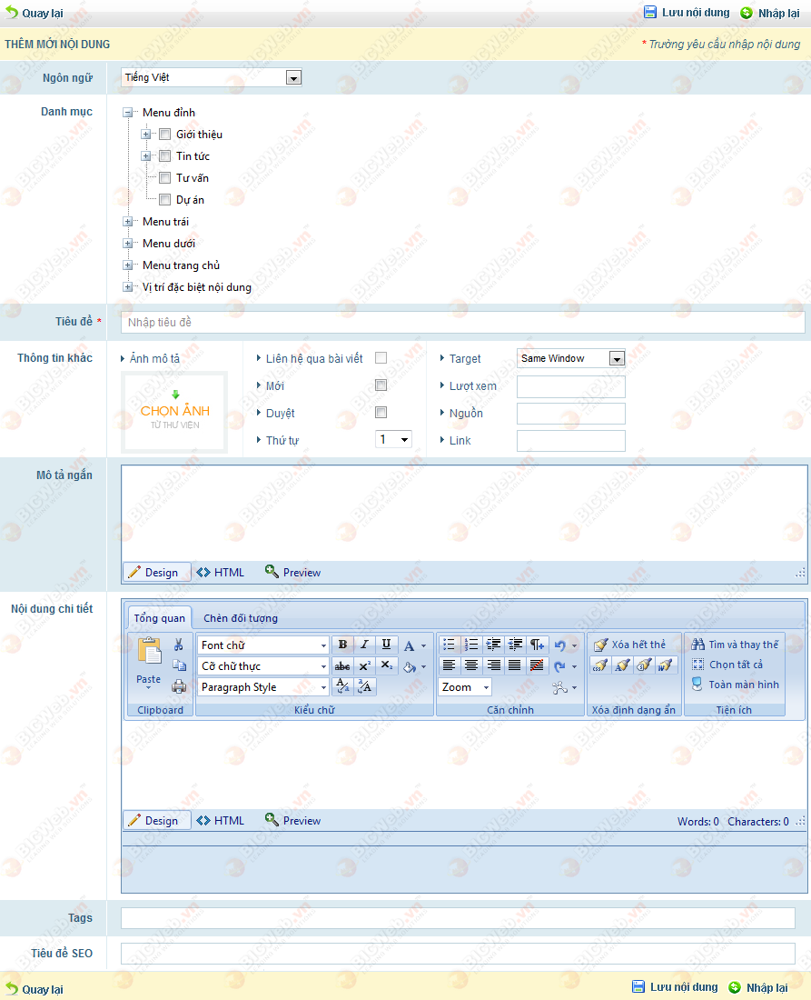 Quay lại
Lưu nội dung
Nhập lại
THÊM MỚI NỘI DUNG
* Trường yêu cầu nhập nội dung
Ngôn ngữ
Tiếng Việt
Danh mục
Menu đỉnh
Giới thiệu
Tin tức
Tư vấn
Dự án
Menu trái
Menu dưới
Menu trang chủ
Vị trí đặc biệt nội dung
Tiêu đề *
Nhập tiêu đề
Thông tin khác
Ảnh mô tả
CHỌN ẢNH
TỪ THƯ VIỆN
Liên hệ qua bài viết
Mới
Duyệt
Thứ tự
1
Target
Same Window
Lượt xem
Nguồn
Link
Mô tả ngắn
Design
HTML
Preview
Nội dung chi tiết
Tổng quan
Chèn đối tượng
Paste
Clipboard
Font chữ
Cỡ chữ thực
Paragraph Style
B
I
U
A
abc
Kiểu chữ
Zoom
Căn chỉnh
Xóa hết thẻ
Xóa định dạng ẩn
Tìm và thay thế
Chọn tất cả
Toàn màn hình
Tiện ích
Design
HTML
Preview
Words: 0
Characters: 0
Tags
Tiêu đề SEO
Quay lại
Lưu nội dung
Nhập lại
BICWeb.vn
LEADING WEB SOLUTIONS